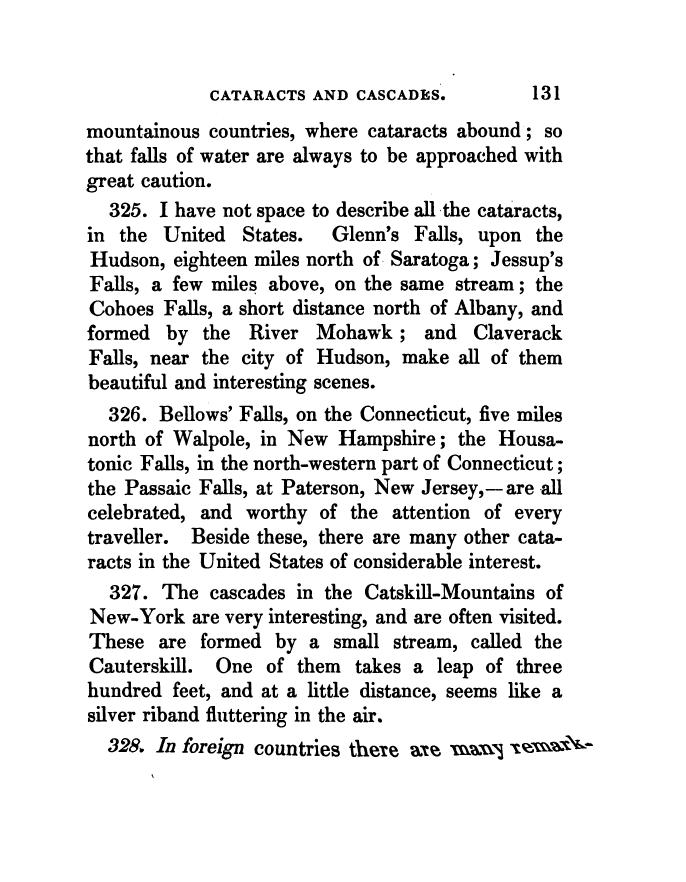 CATARACTS AND CASCADES. 131
mountainous countries, where cataracts abound; so
that falls of water are always to be approached with
great caution.
325. I have not space to describe all the cataracts,
in the United States. Glenn's Falls, upon the
Hudson, eighteen miles north of Saratoga; Jessup's
Falls, a few miles above, on the same stream; the
Cohoes Falls, a short distance north of Albany, and
formed by the River Mohawk; and Claverack
Falls, near the city of Hudson, make all of them
beautiful and interesting scenes.
326. Bellows' Falls, on the Connecticut, five miles
north of Walpole, in New Hampshire; the Housa-
tonic Falls, in the north-western part of Connecticut;
the Passaic Falls, at Paterson, New Jersey,—are all
celebrated, and worthy of the attention of every
traveller. Beside these, there are many other cata-
racts in the United States of considerable interest.
327. The cascades in the Catskill-Mountains of
New-York are very interesting, and are often visited.
These are formed by a small stream, called the
Cauterskill. One of them takes a leap of three
hundred feet, and at a little distance, seems like a
silver riband fluttering in the air.
328. In foreign countries there are many remark-